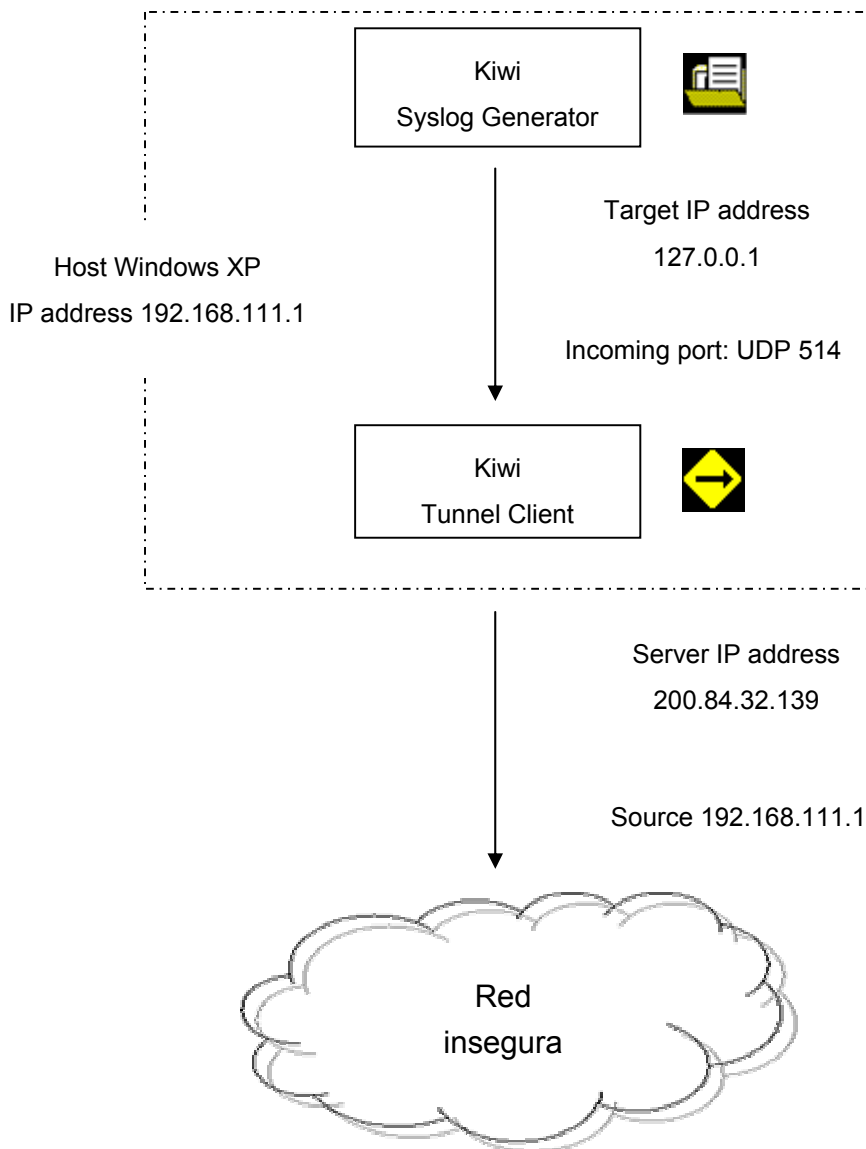 Kiwi
Syslog Generator
Target IP address
127.0.0.1
Host Windows XP
IP address 192.168.111.1
Incoming port: UDP 514
Kiwi
Tunnel Client
Server IP address
200.84.32.139
Source 192.168.111.1
Red
insegura